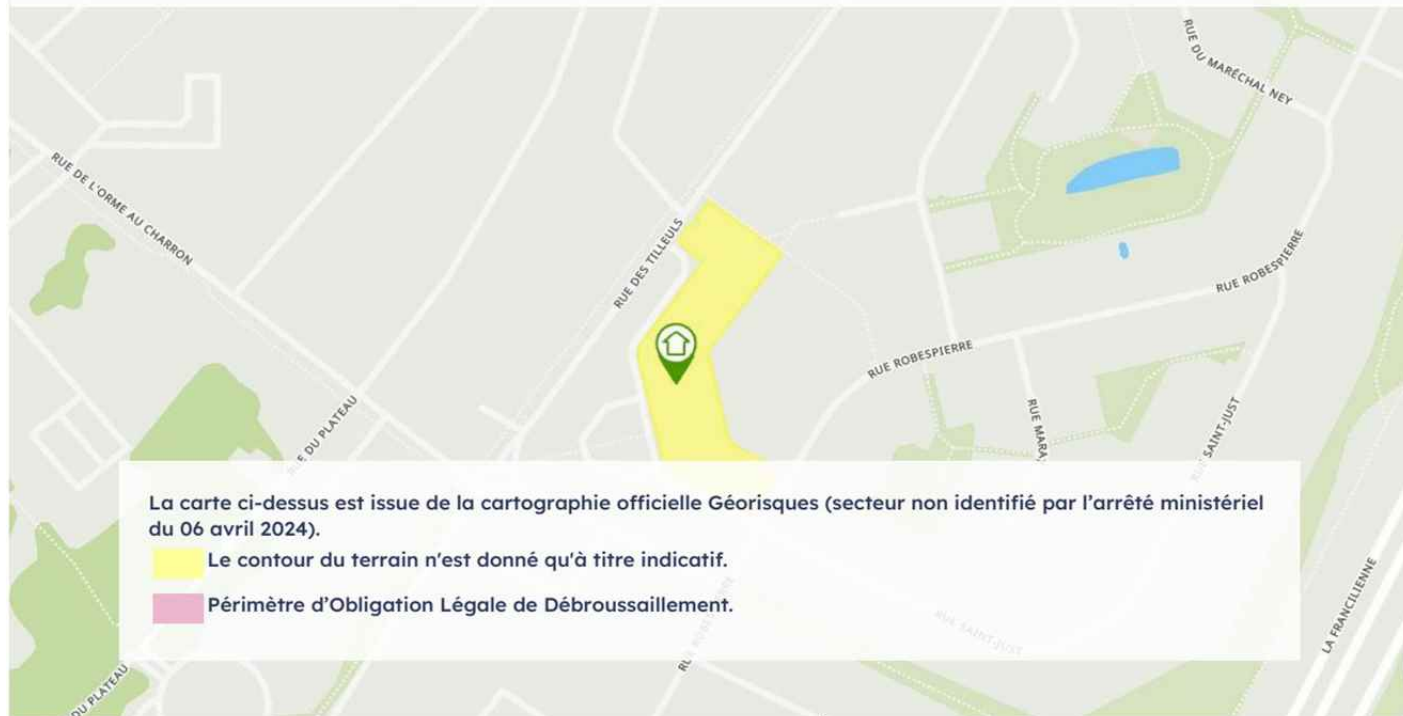 RUE DU MARÉCHAL NEY
RUE DE L'ORME AU CHARRON
RUE DES TILLEULS
RUE ROBESPIERRE
RUE ROBESPIERRE
RUE DU PLATEAU
RUE MARA
RUE SAINT-JUST
La carte ci-dessus est issue de la cartographie officielle Géorisques (secteur non identifié par l'arrêté ministériel
du 06 avril 2024).
Le contour du terrain n'est donné qu'à titre indicatif.
Périmètre d'Obligation Légale de Débroussaillement.
RUE SAINT-JUST
LA FRANCILIENNE
DU PLATEAU